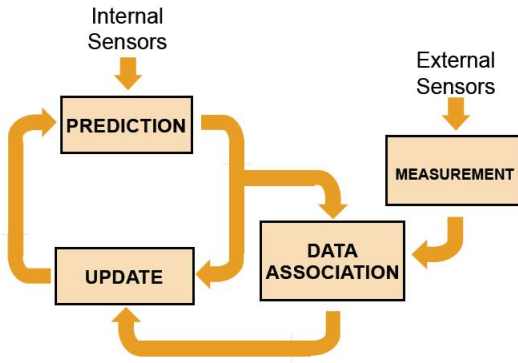 Internal
Sensors
External
Sensors
PREDICTION
MEASUREMENT
DATA
ASSOCIATION
UPDATE